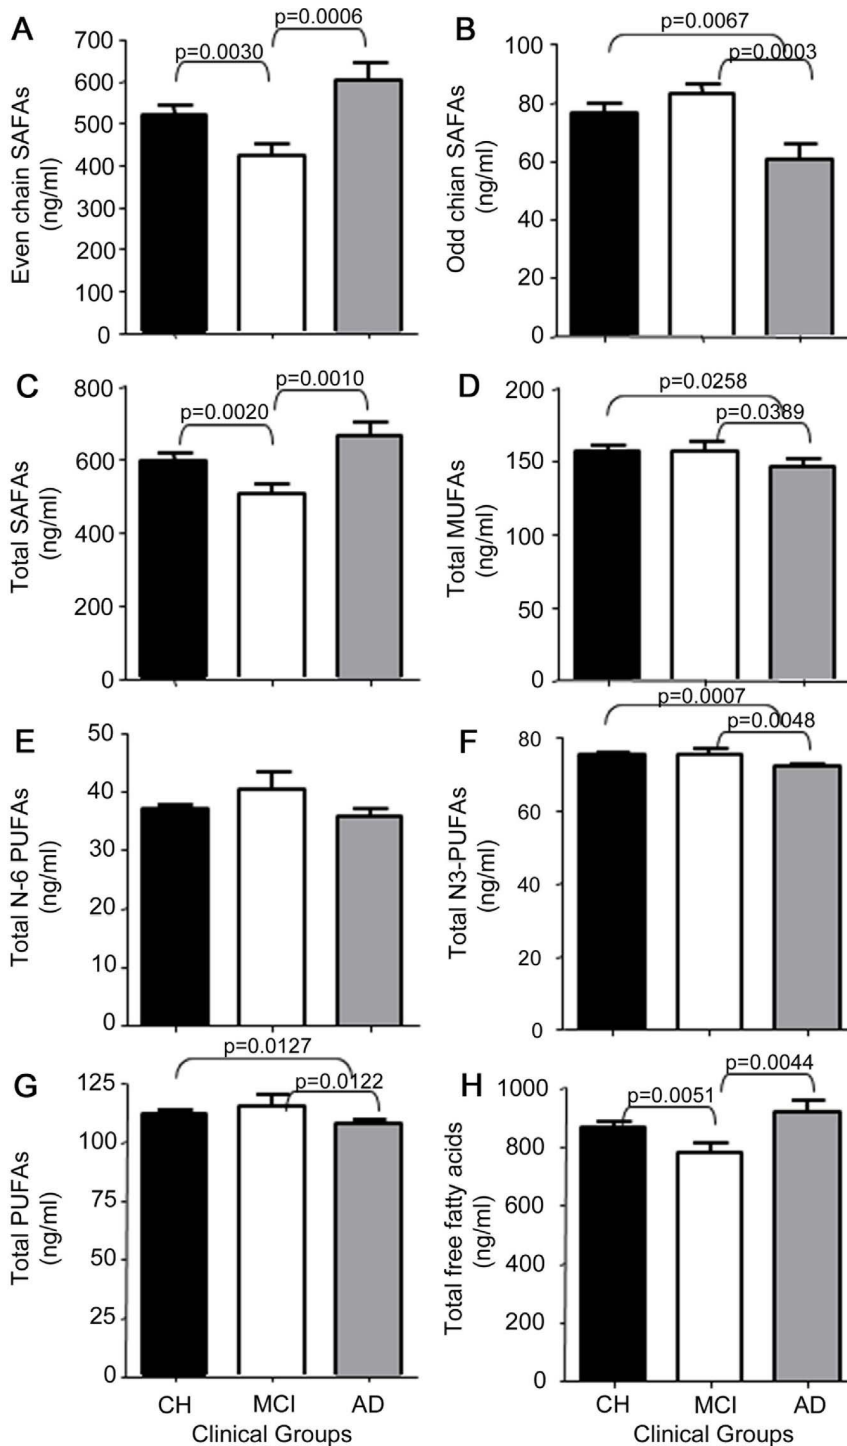 A
p=0.0030
p=0.0006
Even chain SAFAs
(ng/ml)
700
600
500
400
300
200
100
0
B
p=0.0067
p=0.0003
Odd chian SAFAs
(ng/ml)
100
80
60
40
20
0
C
p=0.0020
p=0.0010
Total SAFAs
(ng/ml)
800
600
400
200
0
D
p=0.0258
p=0.0389
Total MUFAs
(ng/ml)
200
150
100
50
0
E
Total N-6 PUFAs
(ng/ml)
50
40
30
20
10
0
F
p=0.0007
p=0.0048
Total N3-PUFAs
(ng/ml)
80
60
40
20
0
G
p=0.0127
p=0.0122
Total PUFAs
(ng/ml)
125
100
75
50
25
0
CH MCI AD
Clinical Groups
H
p=0.0051
p=0.0044
Total free fatty acids
(ng/ml)
1000
800
600
400
200
0
CH MCI AD
Clinical Groups